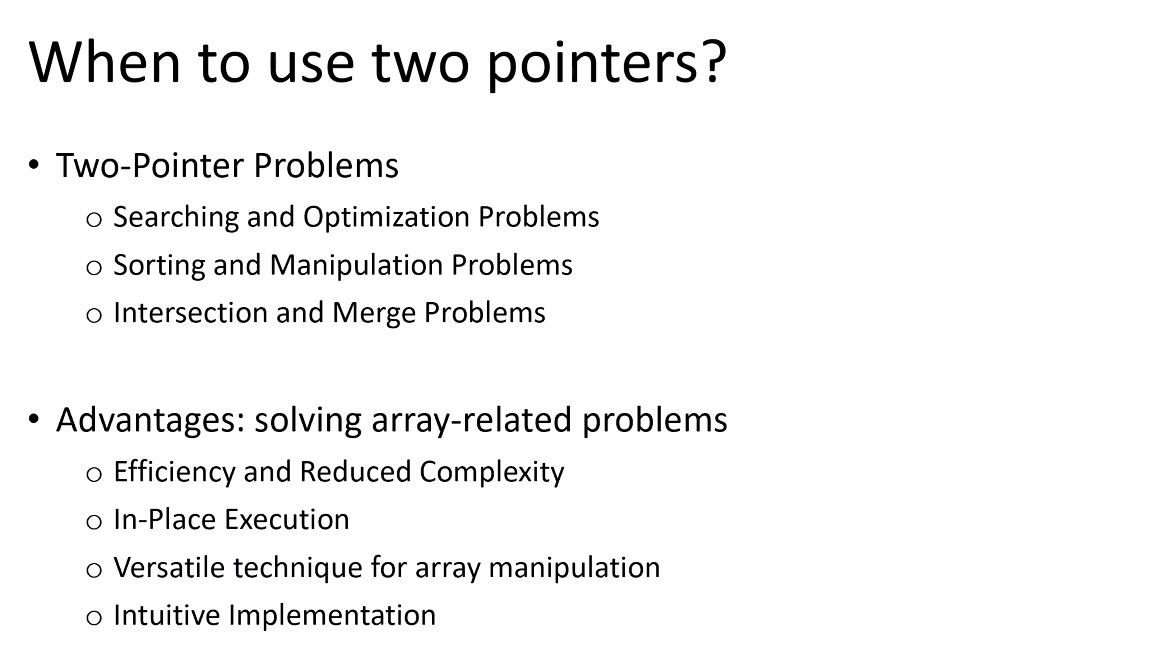 When to use two pointers?
• Two-Pointer Problems
o Searching and Optimization Problems
o Sorting and Manipulation Problems
o Intersection and Merge Problems
• Advantages: solving array-related problems
o Efficiency and Reduced Complexity
o In-Place Execution
o Versatile technique for array manipulation
o Intuitive Implementation